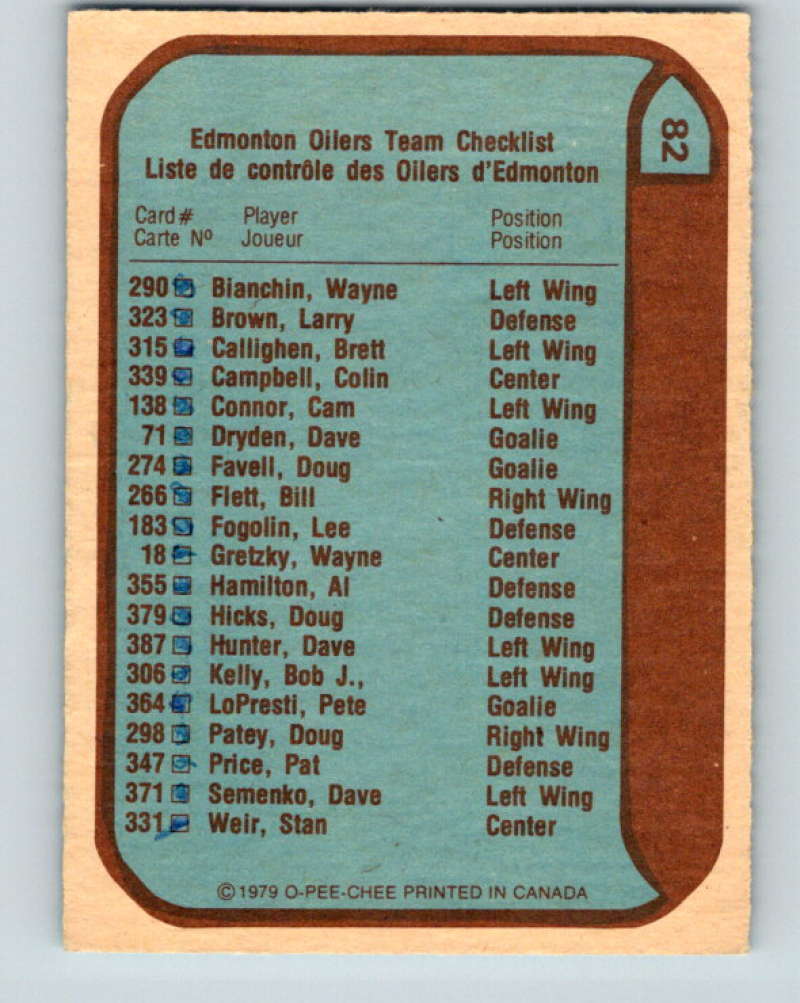 82
Edmonton Oilers Team Checklist
Liste de contrôle des Oilers d'Edmonton
Card # Player Position
Carte Nº Joueur Position
290 Bianchin, Wayne Left Wing
323 Brown, Larry Defense
315 Callighen, Brett Left Wing
339 Campbell, Colin Center
138 Connor, Cam Left Wing
71 Dryden, Dave Goalie
274 Favell, Doug Goalie
266 Flett, Bill Right Wing
183 Fogolin, Lee Defense
18 Gretzky, Wayne Center
355 Hamilton, Al Defense
379 Hicks, Doug Defense
387 Hunter, Dave Left Wing
306 Kelly, Bob J., Left Wing
364 LoPresti, Pete Goalie
298 Patey, Doug Right Wing
347 Price, Pat Defense
371 Semenko, Dave Left Wing
331 Weir, Stan Center
© 1979 O-PEE-CHEE PRINTED IN CANADA